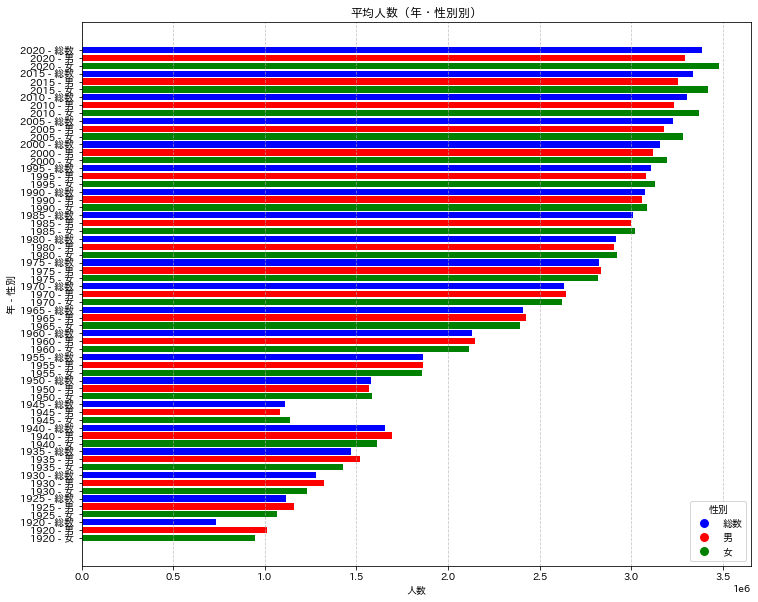 平均人数（年・性別別）
年 - 性別
2020 - 総数
2020 - 男
2020 - 女
2015 - 総数
2015 - 男
2015 - 女
2010 - 総数
2010 - 男
2010 - 女
2005 - 総数
2005 - 男
2005 - 女
2000 - 総数
2000 - 男
2000 - 女
1995 - 総数
1995 - 男
1995 - 女
1990 - 総数
1990 - 男
1990 - 女
1985 - 総数
1985 - 男
1985 - 女
1980 - 総数
1980 - 男
1980 - 女
1975 - 総数
1975 - 男
1975 - 女
1970 - 総数
1970 - 男
1970 - 女
1965 - 総数
1965 - 男
1965 - 女
1960 - 総数
1960 - 男
1960 - 女
1955 - 総数
1955 - 男
1955 - 女
1950 - 総数
1950 - 男
1950 - 女
1945 - 総数
1945 - 男
1945 - 女
1940 - 総数
1940 - 男
1940 - 女
1935 - 総数
1935 - 男
1935 - 女
1930 - 総数
1930 - 男
1930 - 女
1925 - 総数
1925 - 男
1925 - 女
1920 - 総数
1920 - 男
1920 - 女
性別
総数
男
女
0.0 0.5 1.0 1.5 2.0 2.5 3.0 3.5
1e6
人数